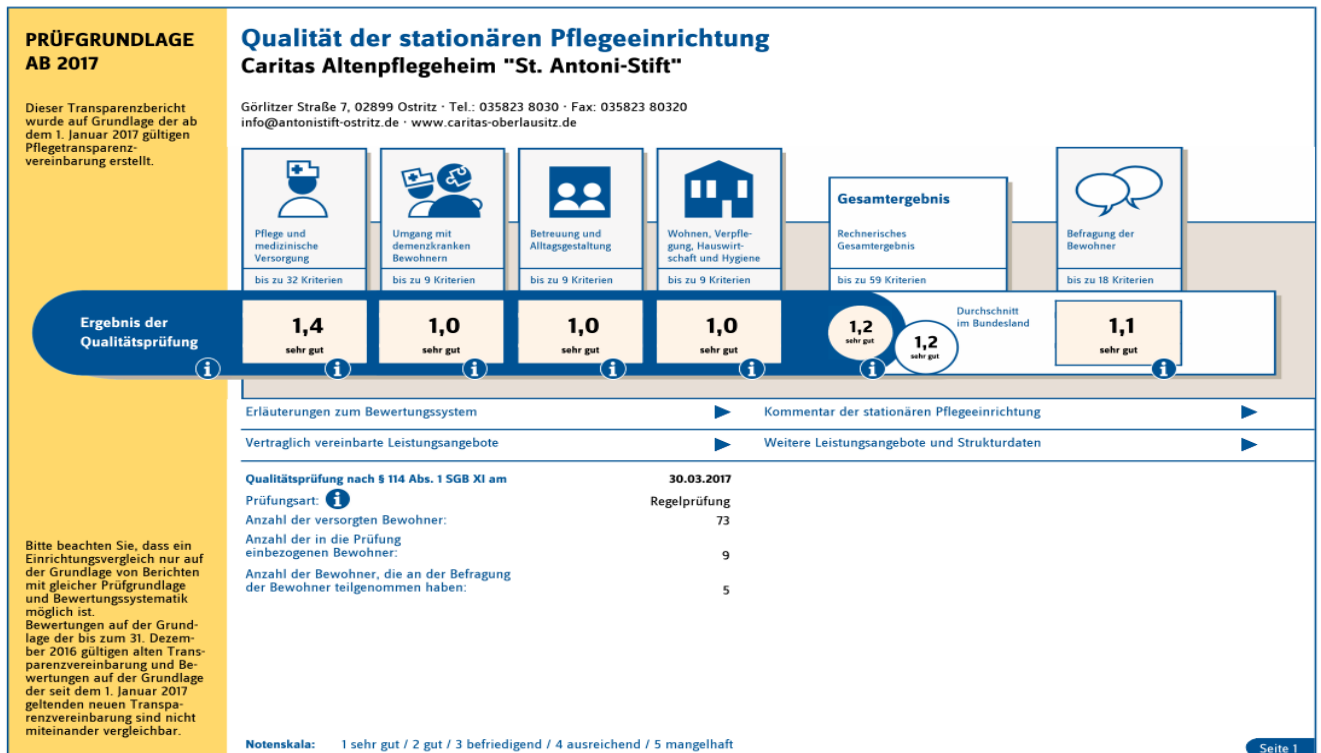 PRÜFGRUNDLAGE
AB 2017
Dieser Transparenzbericht
wurde auf Grundlage der ab
dem 1. Januar 2017 gültigen
Pflegetransparenz-
vereinbarung erstellt.
Qualität der stationären Pflegeeinrichtung
Caritas Altenpflegeheim "St. Antoni-Stift"
Görlitzer Straße 7, 02899 Ostritz · Tel.: 035823 8030 · Fax: 035823 80320
info@antonistift-ostritz.de · www.caritas-oberlausitz.de
Pflege und
medizinische
Versorgung
bis zu 32 Kriterien
Umgang mit
demenzkranken
Bewohnern
bis zu 9 Kriterien
Betreuung und
Alltagsgestaltung
bis zu 9 Kriterien
Wohnen, Verpfle-
gung, Hauswirt-
schaft und Hygiene
bis zu 9 Kriterien
Gesamtergebnis
Rechnerisches
Gesamtergebnis
bis zu 59 Kriterien
Befragung der
Bewohner
bis zu 18 Kriterien
Ergebnis der
Qualitätsprüfung
1,4
sehr gut
1,0
sehr gut
1,0
sehr gut
1,0
sehr gut
1,2
sehr gut
1,2
sehr gut
Durchschnitt
im Bundesland
1,1
sehr gut
Erläuterungen zum Bewertungssystem
Kommentar der stationären Pflegeeinrichtung
Vertraglich vereinbarte Leistungsangebote
Weitere Leistungsangebote und Strukturdaten
Qualitätsprüfung nach § 114 Abs. 1 SGB XI am 30.03.2017
Prüfungsart: i Regelprüfung
Anzahl der versorgten Bewohner: 73
Anzahl der in die Prüfung
einbezogenen Bewohner: 9
Anzahl der Bewohner, die an der Befragung
der Bewohner teilgenommen haben: 5
Bitte beachten Sie, dass ein
Einrichtungsvergleich nur auf
der Grundlage von Berichten
mit gleicher Prüfgrundlage
und Bewertungssystematik
möglich ist.
Bewertungen auf der Grund-
lage der bis zum 31. Dezem-
ber 2016 gültigen alten Trans-
parenzvereinbarung und Be-
wertungen auf der Grundlage
der seit dem 1. Januar 2017
geltenden neuen Transpa-
renzvereinbarung sind nicht
miteinander vergleichbar.
Notenskala: 1 sehr gut / 2 gut / 3 befriedigend / 4 ausreichend / 5 mangelhaft
Seite 1